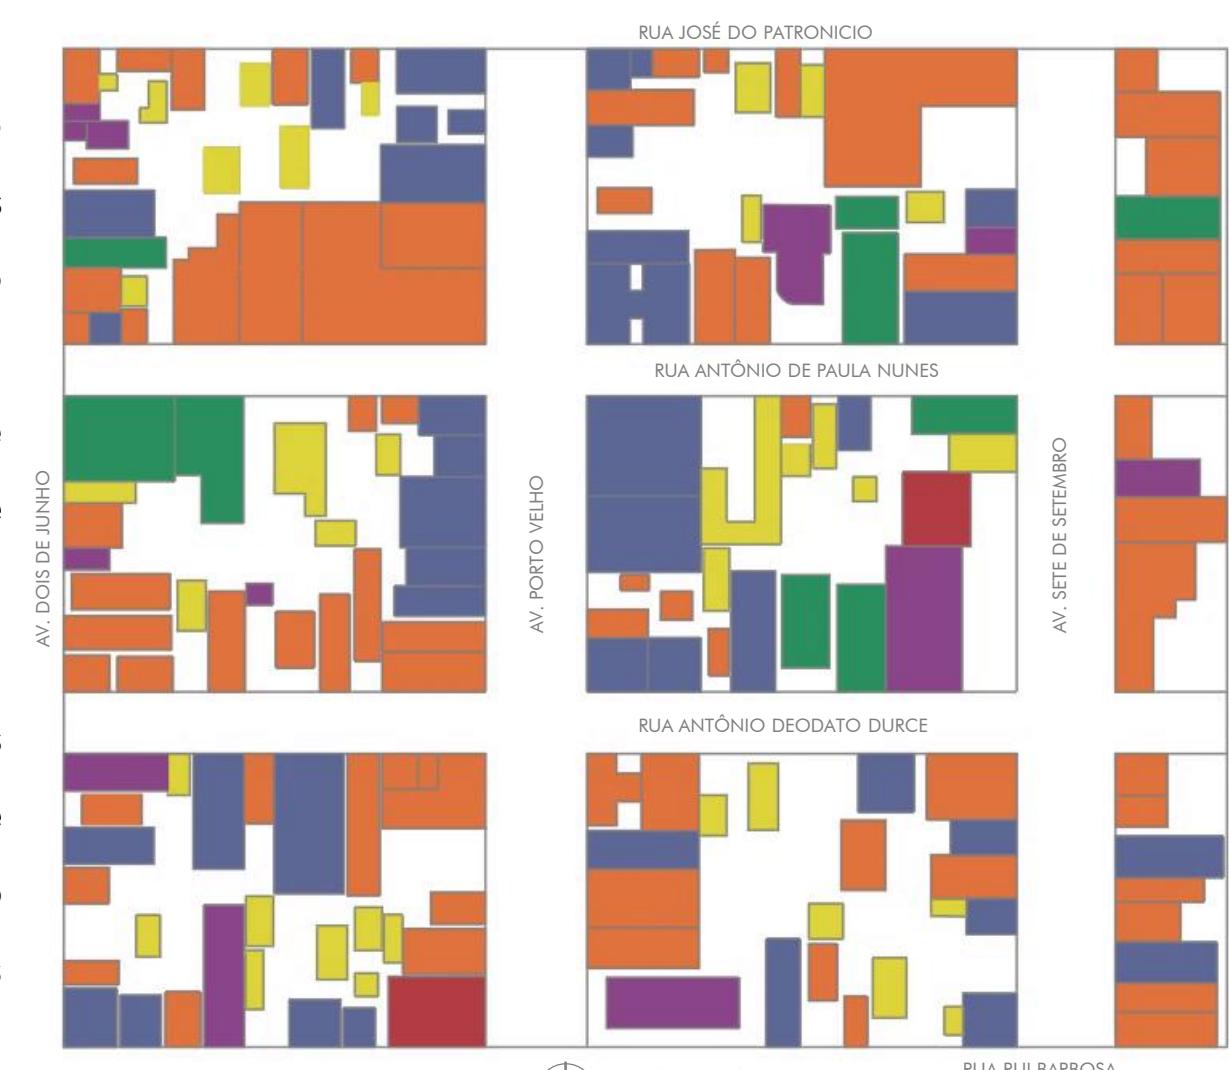 RUA JOSÉ DO PATRONICIO
RUA ANTÔNIO DE PAULA NUNES
AV. DOIS DE JUNHO
AV. PORTO VELHO
AV. SETE DE SETEMBRO
RUA ANTÔNIO DEODATO DURCE
RUA RUI BARBOSA